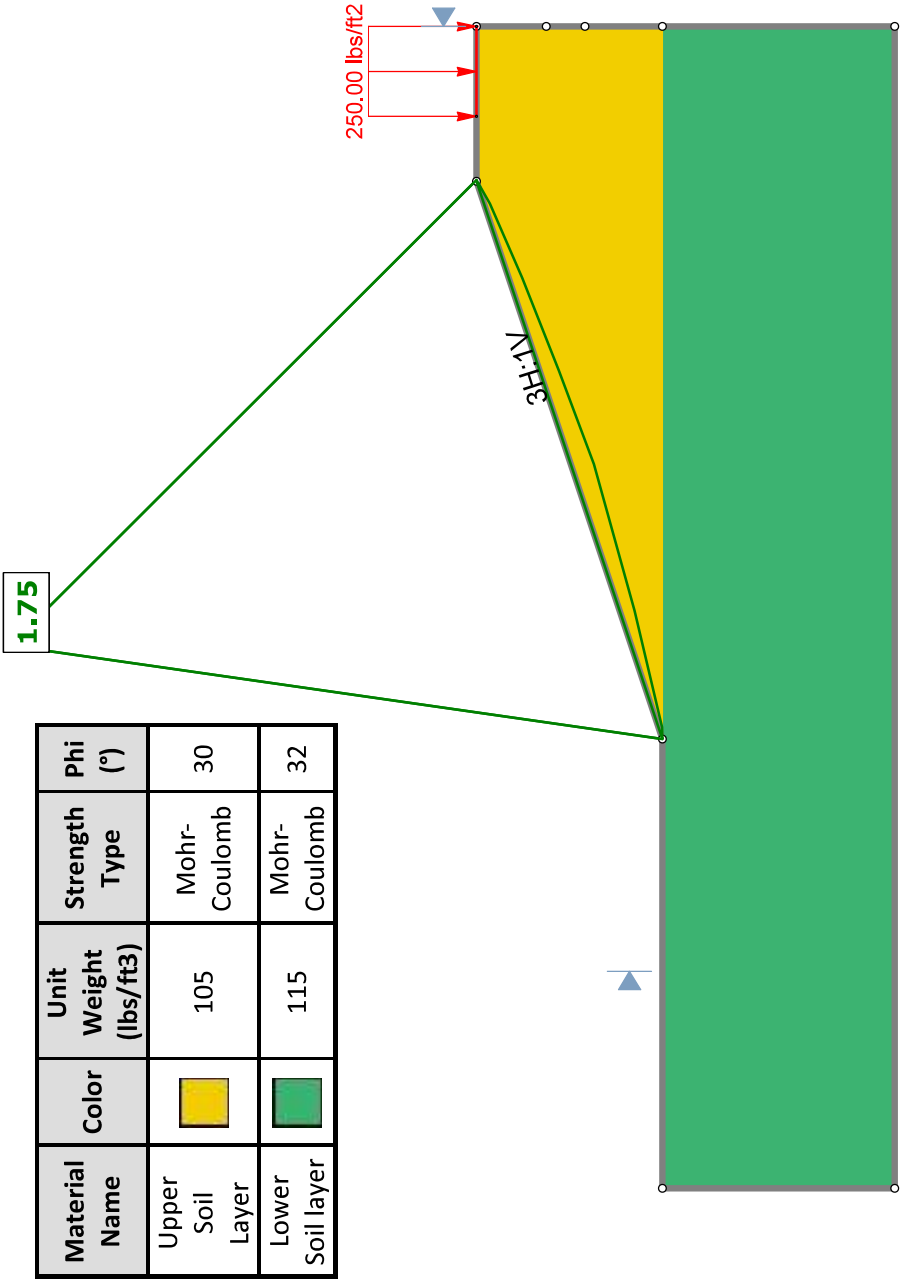 1.75
250.00 lbs/ft2
3H:1V
Material
Name
Color
Unit
Weight
(lbs/ft3)
Strength
Type
Phi
(°)
Upper
Soil
Layer
105
Mohr-
Coulomb
30
Lower
Soil layer
115
Mohr-
Coulomb
32